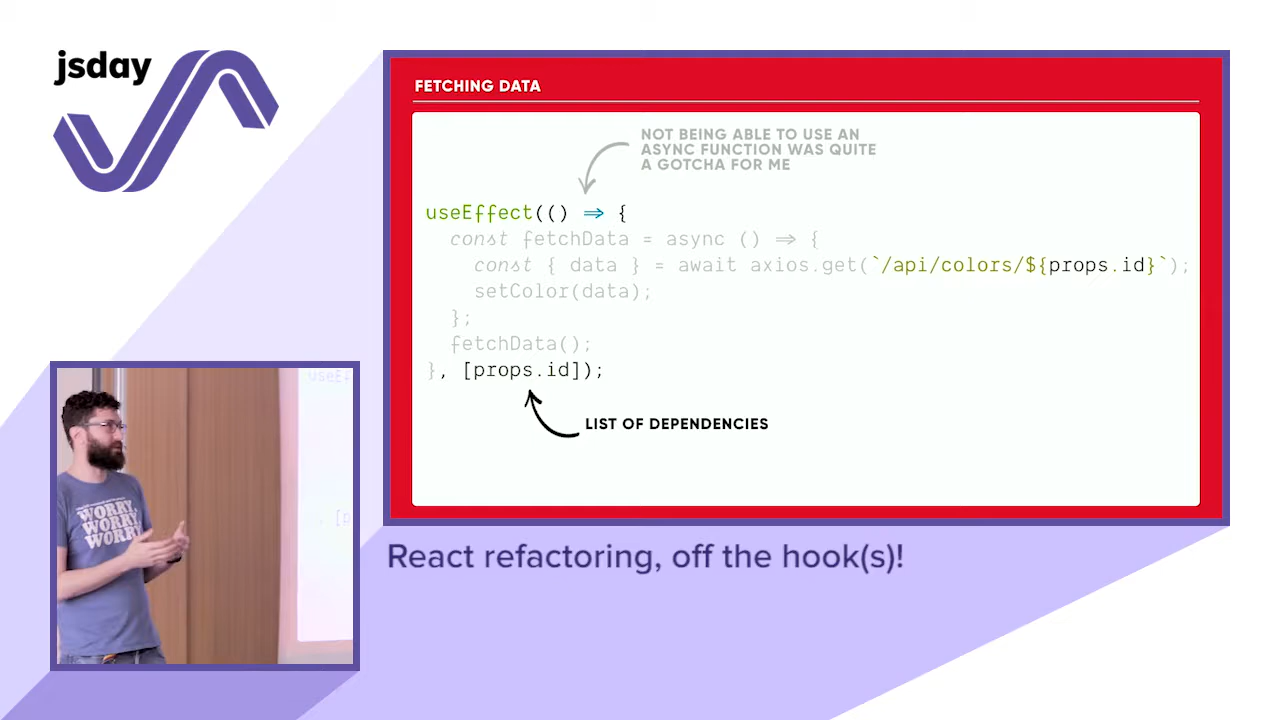 jsday
FETCHING DATA
NOT BEING ABLE TO USE AN
ASYNC FUNCTION WAS QUITE
A GOTCHA FOR ME
useEffect(() => {
const fetchData = async () => {
const { data } = await axios.get(`/api/colors/${props.id}`);
setColor(data);
};
fetchData();
}, [props.id]);
LIST OF DEPENDENCIES
WORRY,
WORRY,
WORRY
React refactoring, off the hook(s)!